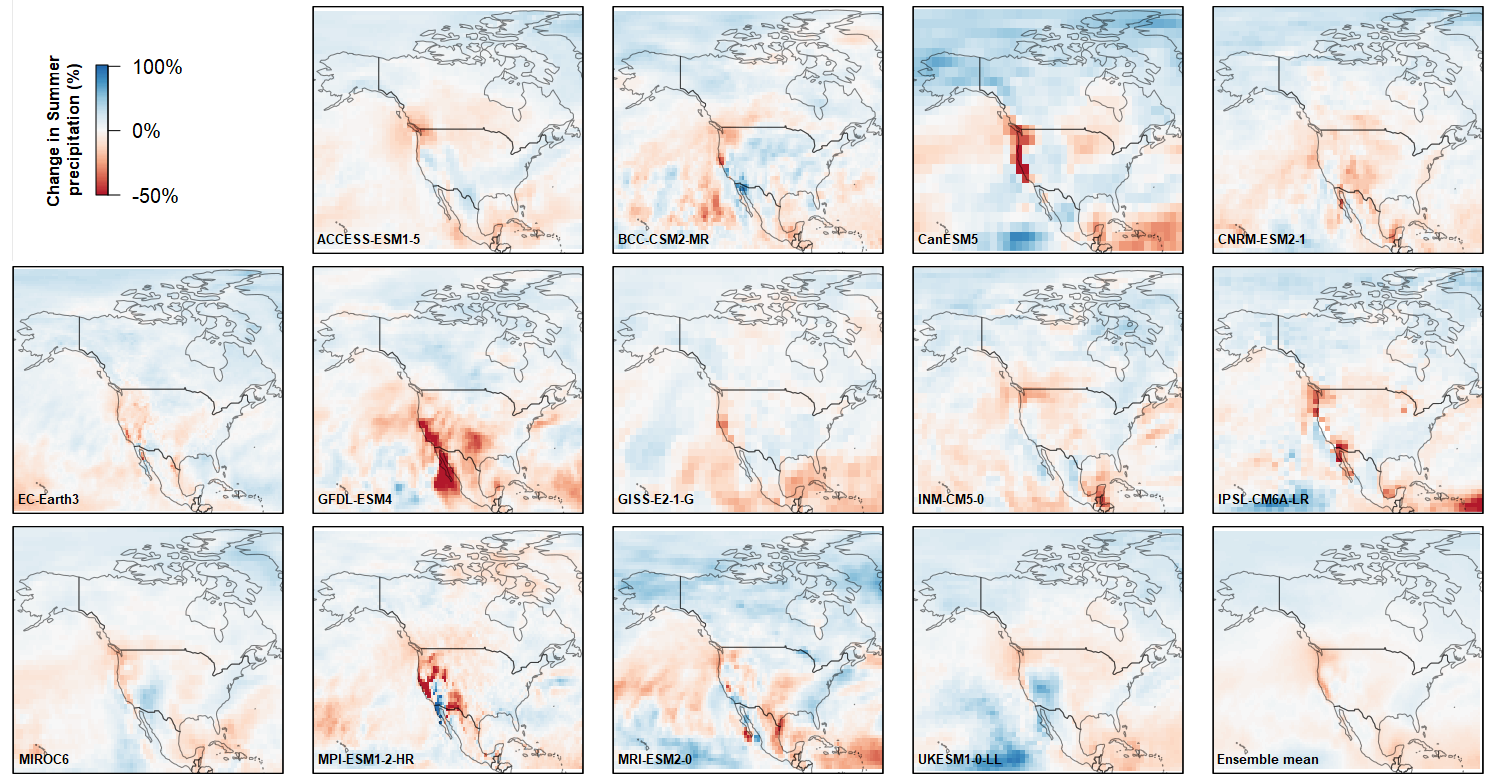 Change in Summer
precipitation (%)
100%
0%
-50%
ACCESS-ESM1-5
BCC-CSM2-MR
CanESM5
CNRM-ESM2-1
EC-Earth3
GFDL-ESM4
GISS-E2-1-G
INM-CM5-0
IPSL-CM6A-LR
MIROC6
MPI-ESM1-2-HR
MRI-ESM2-0
UKESM1-0-LL
Ensemble mean